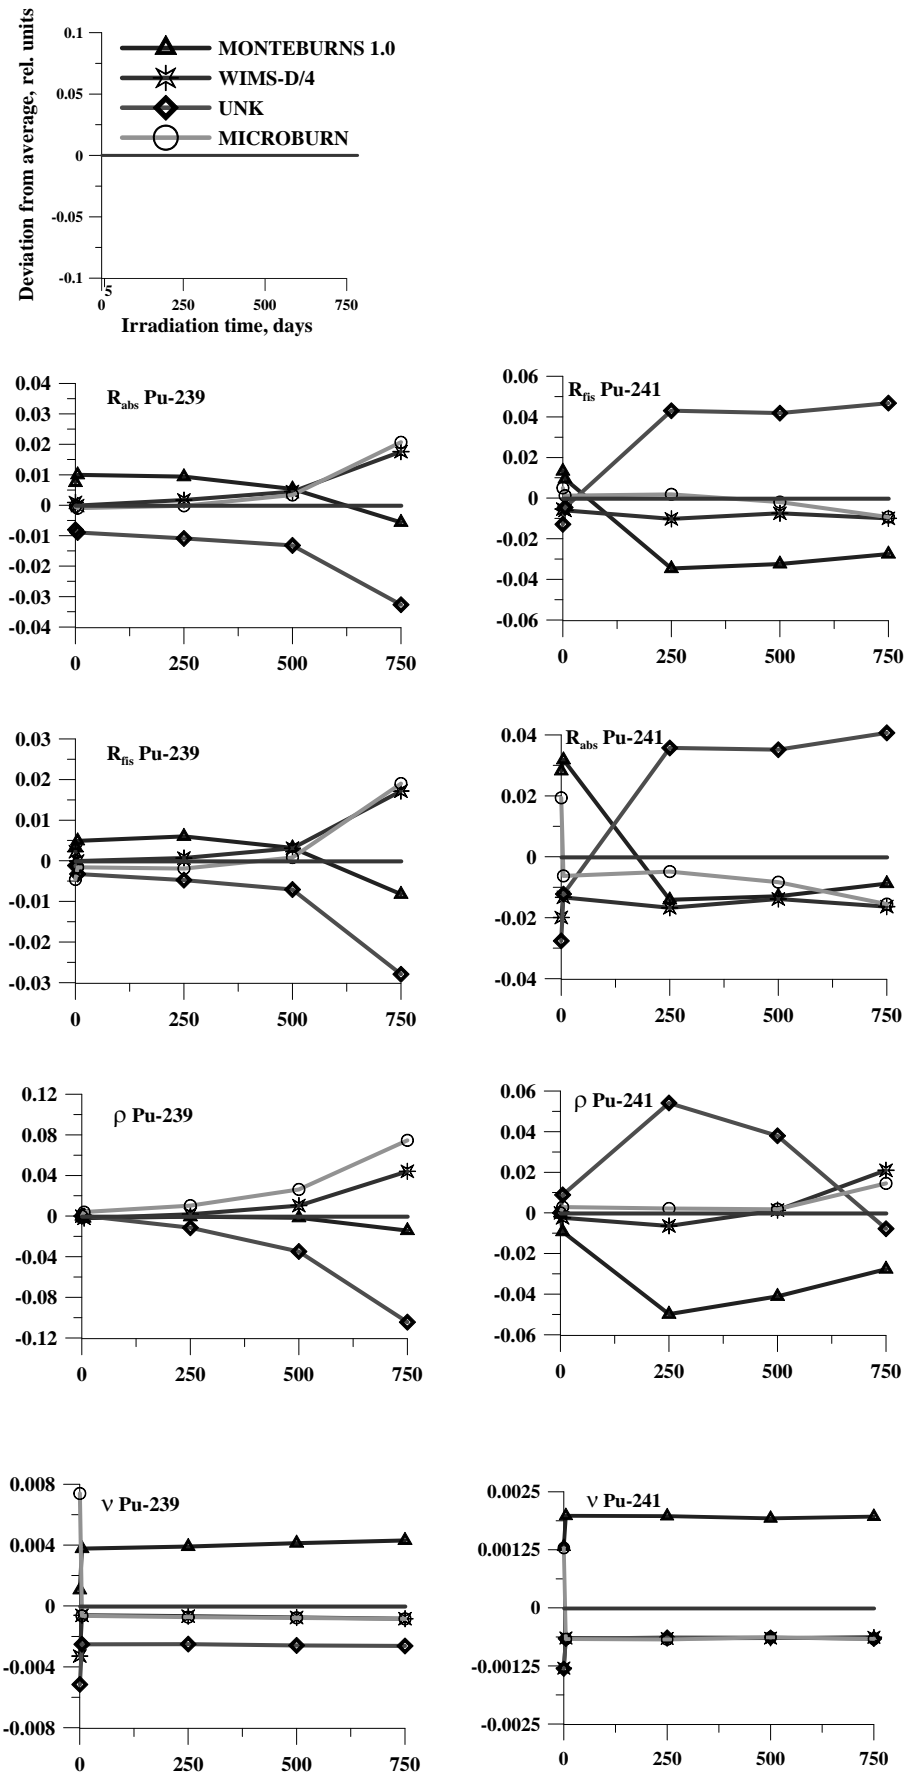 Deviation from average, rel. units
0.1
0.05
0
-0.05
-0.1
MONTEBURNS 1.0
WIMS-D/4
UNK
MICROBURN
0 5 250 500 750
Irradiation time, days
R_abs Pu-239
0.04
0.03
0.02
0.01
0
-0.01
-0.02
-0.03
-0.04
0 250 500 750
R_fis Pu-241
0.06
0.04
0.02
0
-0.02
-0.04
-0.06
0 250 500 750
R_fis Pu-239
0.03
0.02
0.01
0
-0.01
-0.02
-0.03
0 250 500 750
R_abs Pu-241
0.04
0.02
0
-0.02
-0.04
0 250 500 750
ρ Pu-239
0.12
0.08
0.04
0
-0.04
-0.08
-0.12
0 250 500 750
ρ Pu-241
0.06
0.04
0.02
0
-0.02
-0.04
-0.06
0 250 500 750
ν Pu-239
0.008
0.004
0
-0.004
-0.008
0 250 500 750
ν Pu-241
0.0025
0.00125
0
-0.00125
-0.0025
0 250 500 750